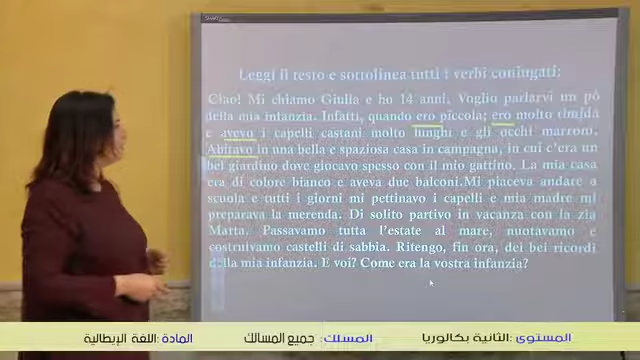 Leggi il testo e sottolinea tutti i verbi coniugati:
Ciao! Mi chiamo Giulia e ho 14 anni. Voglio parlarvi un pò
della mia infanzia. Infatti, quando ero piccola; ero molto timida
e avevo i capelli castani molto lunghi e gli occhi marroni.
Abitavo in una bella e spaziosa casa in campagna, in cui c'era un
bel giardino dove giocavo spesso con il mio gattino. La mia casa
era di colore bianco e aveva due balconi.Mi piaceva andare a
scuola e tutti i giorni mi pettinavo i capelli e mia madre mi
preparava la merenda. Di solito partivo in vacanza con la zia
Marta. Passavamo tutta l'estate al mare, nuotavamo e
costruivamo castelli di sabbia. Ritengo, fin ora, dei bei ricordi
della mia infanzia. E voi? Come era la vostra infanzia?
المستوى :الثانية بكالوريا المسلك: جميع المسالك المادة :اللغة الإيطالية